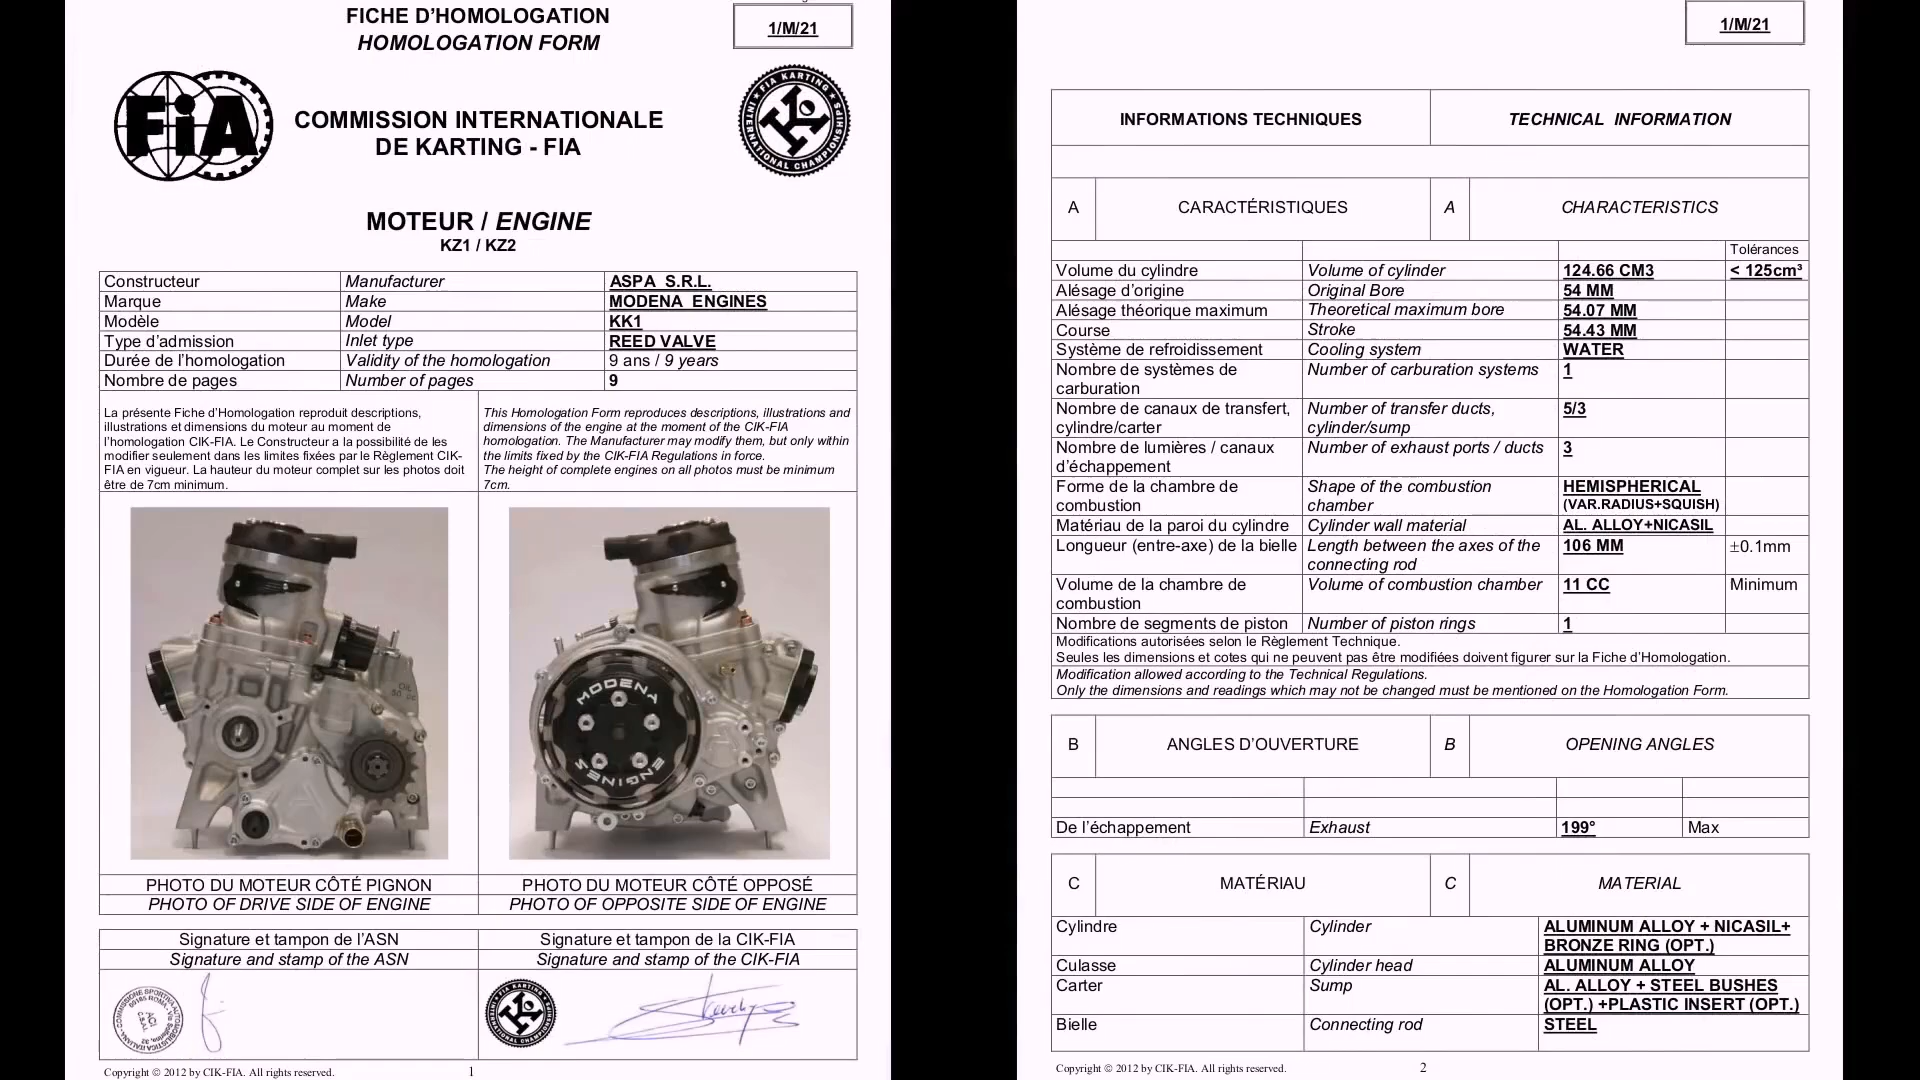 FICHE D'HOMOLOGATION
HOMOLOGATION FORM
1/M/21
FiA
COMMISSION INTERNATIONALE
DE KARTING - FIA
FIA KARTING
INTERNATIONAL CHAMPIONSHIPS
MOTEUR / ENGINE
KZ1 / KZ2
Constructeur Manufacturer ASPA S.R.L.
Marque Make MODENA ENGINES
Modèle Model KK1
Type d'admission Inlet type REED VALVE
Durée de l'homologation Validity of the homologation 9 ans / 9 years
Nombre de pages Number of pages 9
La présente Fiche d'Homologation reproduit descriptions,
illustrations et dimensions du moteur au moment de
l'homologation CIK-FIA. Le Constructeur a la possibilité de les
modifier seulement dans les limites fixées par le Règlement CIK-
FIA en vigueur. La hauteur du moteur complet sur les photos doit
être de 7cm minimum.
This Homologation Form reproduces descriptions, illustrations and
dimensions of the engine at the moment of the CIK-FIA
homologation. The Manufacturer may modify them, but only within
the limits fixed by the CIK-FIA Regulations in force.
The height of complete engines on all photos must be minimum
7cm.
MODENA
ENGINES
PHOTO DU MOTEUR CÔTÉ PIGNON
PHOTO OF DRIVE SIDE OF ENGINE
PHOTO DU MOTEUR CÔTÉ OPPOSÉ
PHOTO OF OPPOSITE SIDE OF ENGINE
Signature et tampon de l'ASN
Signature and stamp of the ASN
Signature et tampon de la CIK-FIA
Signature and stamp of the CIK-FIA
Copyright © 2012 by CIK-FIA. All rights reserved. 1
1/M/21
INFORMATIONS TECHNIQUES TECHNICAL INFORMATION
A CARACTÉRISTIQUES A CHARACTERISTICS
Tolérances
Volume du cylindre Volume of cylinder 124.66 CM3 < 125cm³
Alésage d'origine Original Bore 54 MM
Alésage théorique maximum Theoretical maximum bore 54.07 MM
Course Stroke 54.43 MM
Système de refroidissement Cooling system WATER
Nombre de systèmes de Number of carburation systems 1
carburation
Nombre de canaux de transfert, Number of transfer ducts, 5/3
cylindre/carter cylinder/sump
Nombre de lumières / canaux Number of exhaust ports / ducts 3
d'échappement
Forme de la chambre de Shape of the combustion HEMISPHERICAL
combustion chamber (VAR.RADIUS+SQUISH)
Matériau de la paroi du cylindre Cylinder wall material AL. ALLOY+NICASIL
Longueur (entre-axe) de la bielle Length between the axes of the 106 MM ±0.1mm
connecting rod
Volume de la chambre de Volume of combustion chamber 11 CC Minimum
combustion
Nombre de segments de piston Number of piston rings 1
Modifications autorisées selon le Règlement Technique.
Seules les dimensions et cotes qui ne peuvent pas être modifiées doivent figurer sur la Fiche d'Homologation.
Modification allowed according to the Technical Regulations.
Only the dimensions and readings which may not be changed must be mentioned on the Homologation Form.
B ANGLES D'OUVERTURE B OPENING ANGLES
De l'échappement Exhaust 199° Max
C MATÉRIAU C MATERIAL
Cylindre Cylinder ALUMINUM ALLOY + NICASIL+
BRONZE RING (OPT.)
Culasse Cylinder head ALUMINUM ALLOY
Carter Sump AL. ALLOY + STEEL BUSHES
(OPT.) +PLASTIC INSERT (OPT.)
Bielle Connecting rod STEEL
Copyright © 2012 by CIK-FIA. All rights reserved. 2